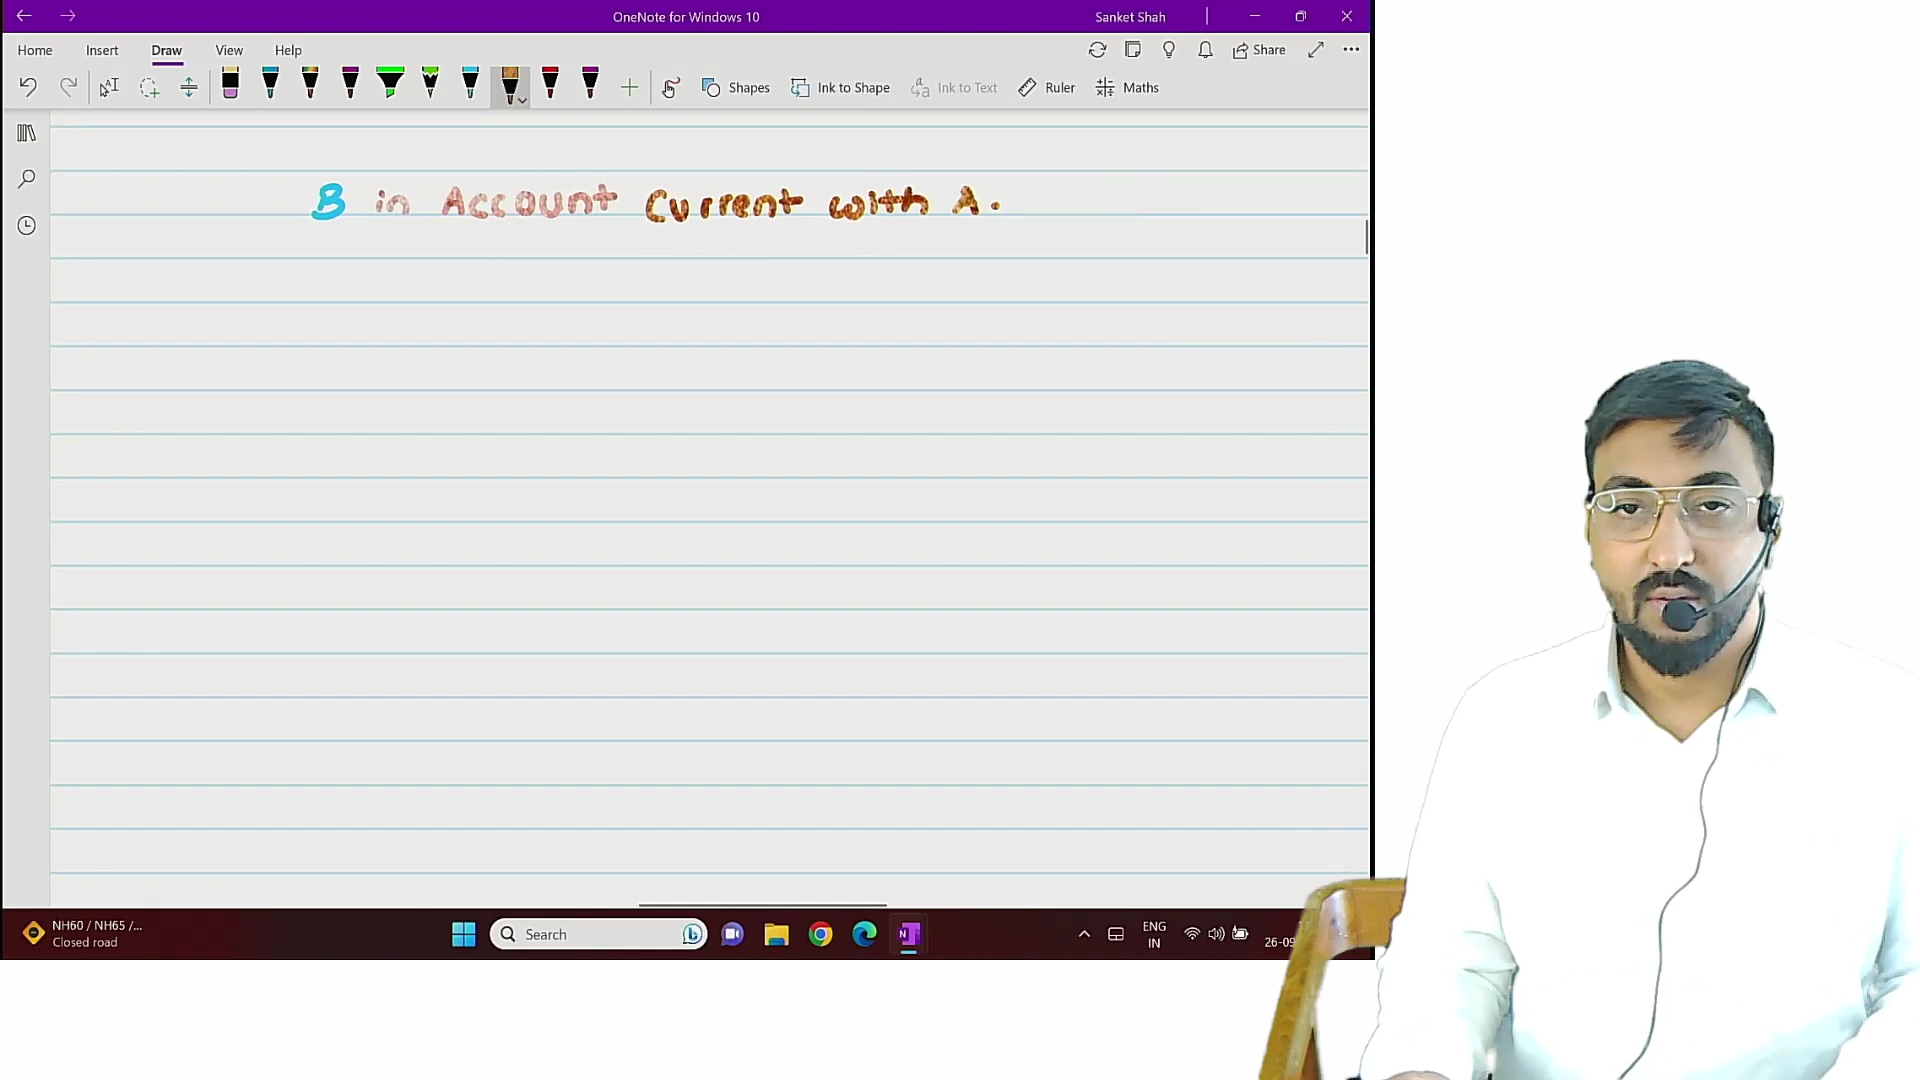 OneNote for Windows 10
Sanket Shah
Home Insert Draw View Help
Share
Shapes Ink to Shape Ink to Text Ruler Maths
B in Account Current with A.
NH60 / NH65 /...
Closed road
Search
ENG
IN
26-09